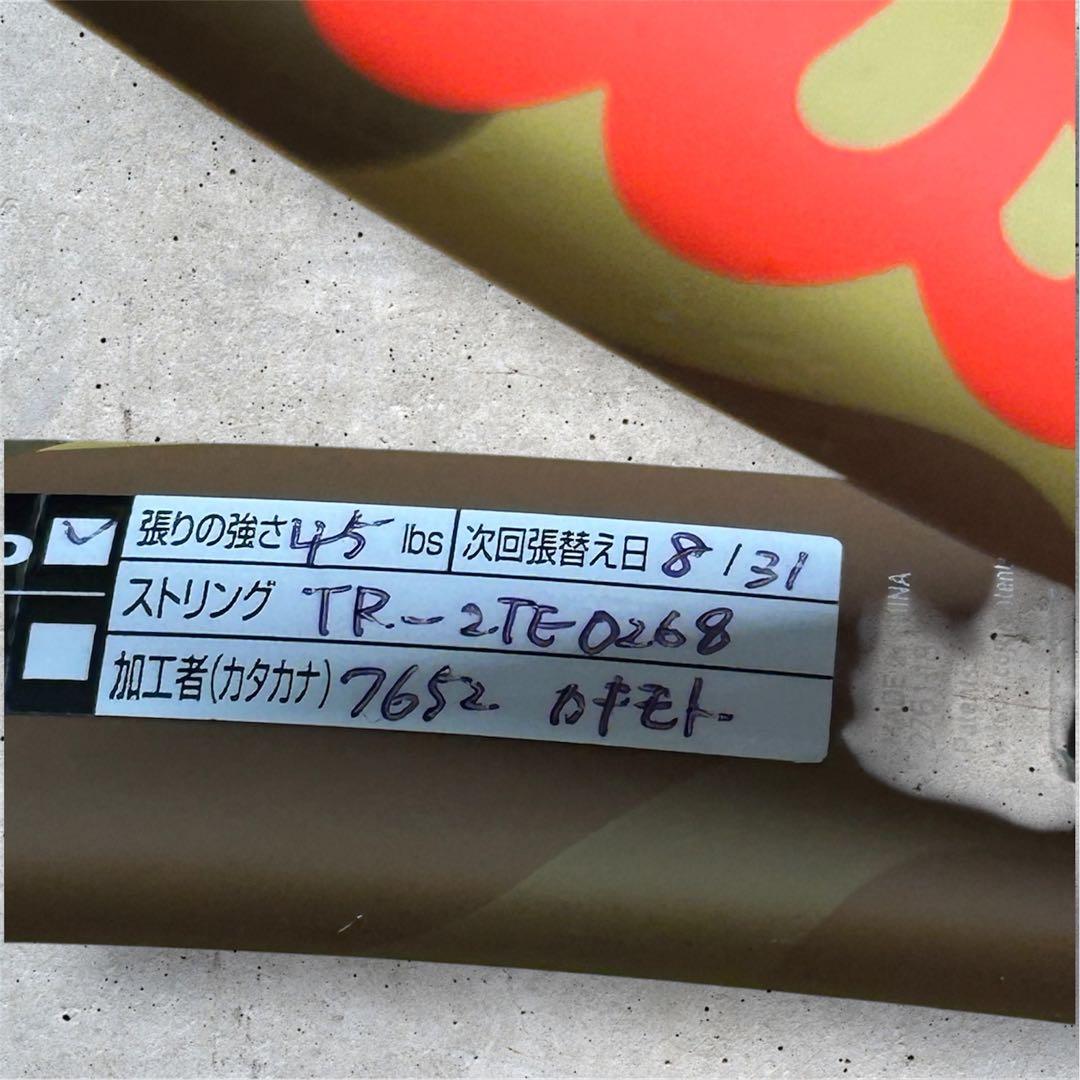 張りの強さ 45 lbs 次回張替え日 8/31
ストリング TR-2TE0268
加工者(カタカナ) 7652 カキモト